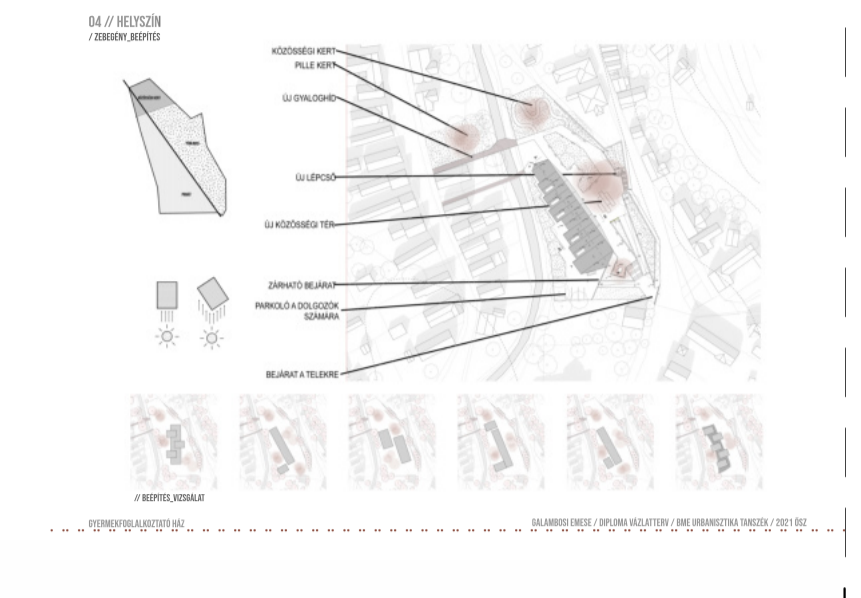 04 // HELYSZÍN
/ ZEBEGÉNY_BEÉPÍTÉS
KÖZÖSSÉGI KERT
PILLE KERT
ÚJ GYALOGHÍD
ÚJ LÉPCSŐ
ÚJ KÖZÖSSÉGI TÉR
ZÁRHATÓ BEJÁRAT
PARKOLÓ A DOLGOZÓK
SZÁMÁRA
BEJÁRAT A TELEKRE
// BEÉPÍTÉS_VIZSGÁLAT
GYERMEKFOGLALKOZTATÓ HÁZ
GALAMBOSI EMESE / DIPLOMA VÁZLATTERV / BME URBANISZTIKA TANSZÉK / 2021 ŐSZ